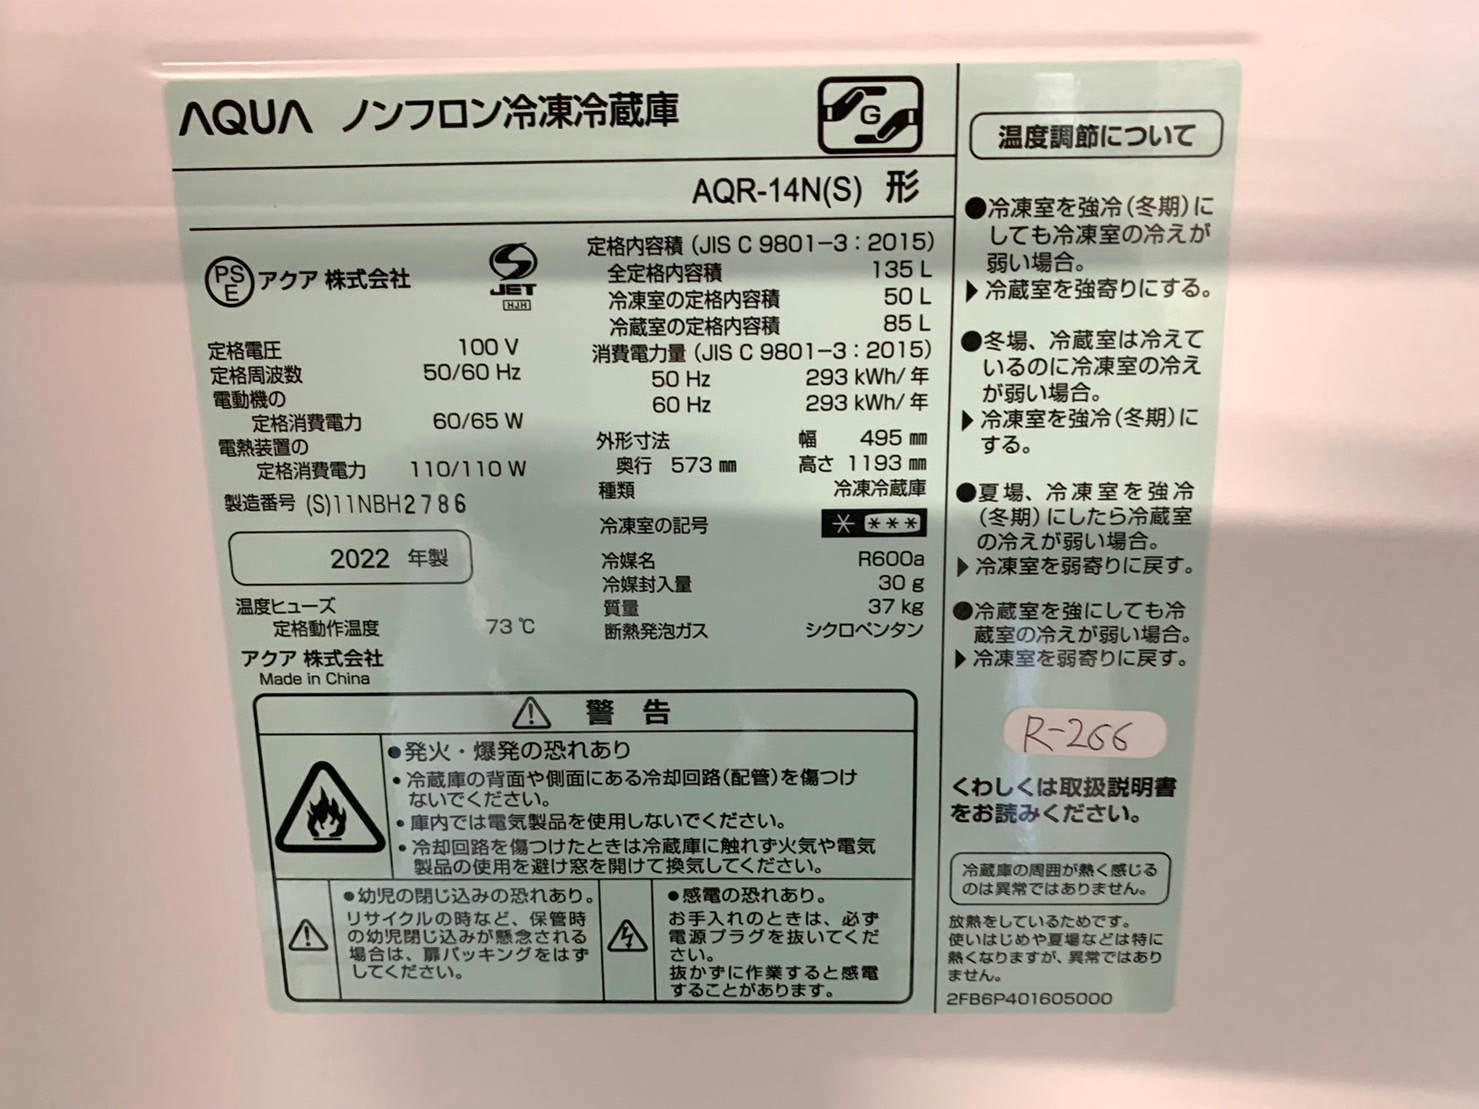 AQUA ノンフロン冷凍冷蔵庫
G
AQR-14N(S) 形
PS
E
アクア 株式会社
S
JET
HJH
定格電圧 100 V
定格周波数 50/60 Hz
電動機の
定格消費電力 60/65 W
電熱装置の
定格消費電力 110/110 W
製造番号 (S)11NBH2786
2022 年製
温度ヒューズ
定格動作温度 73℃
アクア 株式会社
Made in China
定格内容積 (JIS C 9801-3：2015)
全定格内容積 135 L
冷凍室の定格内容積 50 L
冷蔵室の定格内容積 85 L
消費電力量 (JIS C 9801-3：2015)
50 Hz 293 kWh/年
60 Hz 293 kWh/年
外形寸法 幅 495 ㎜
奥行 573 ㎜ 高さ 1193 ㎜
種類 冷凍冷蔵庫
冷凍室の記号 * ***
冷媒名 R600a
冷媒封入量 30 g
質量 37 kg
断熱発泡ガス シクロペンタン
警 告
●発火・爆発の恐れあり
・冷蔵庫の背面や側面にある冷却回路(配管)を傷つけ
ないでください。
・庫内では電気製品を使用しないでください。
・冷却回路を傷つけたときは冷蔵庫に触れず火気や電気
製品の使用を避け窓を開けて換気してください。
●幼児の閉じ込みの恐れあり。
リサイクルの時など、保管時
の幼児閉じ込みが懸念される
場合は、扉パッキングをはず
してください。
●感電の恐れあり。
お手入れのときは、必ず
電源プラグを抜いてくだ
さい。
抜かずに作業すると感電
することがあります。
温度調節について
●冷凍室を強冷(冬期)に
しても冷凍室の冷えが
弱い場合。
▶冷蔵室を強寄りにする。
●冬場、冷蔵室は冷えて
いるのに冷凍室の冷え
が弱い場合。
▶冷凍室を強冷(冬期)に
する。
●夏場、冷凍室を強冷
(冬期)にしたら冷蔵室
の冷えが弱い場合。
▶冷凍室を弱寄りに戻す。
●冷蔵室を強にしても冷
蔵室の冷えが弱い場合。
▶冷凍室を弱寄りに戻す。
R-266
くわしくは取扱説明書
をお読みください。
冷蔵庫の周囲が熱く感じる
のは異常ではありません。
放熱をしているためです。
使いはじめや夏場などは特に
熱くなりますが、異常ではあり
ません。
2FB6P401605000